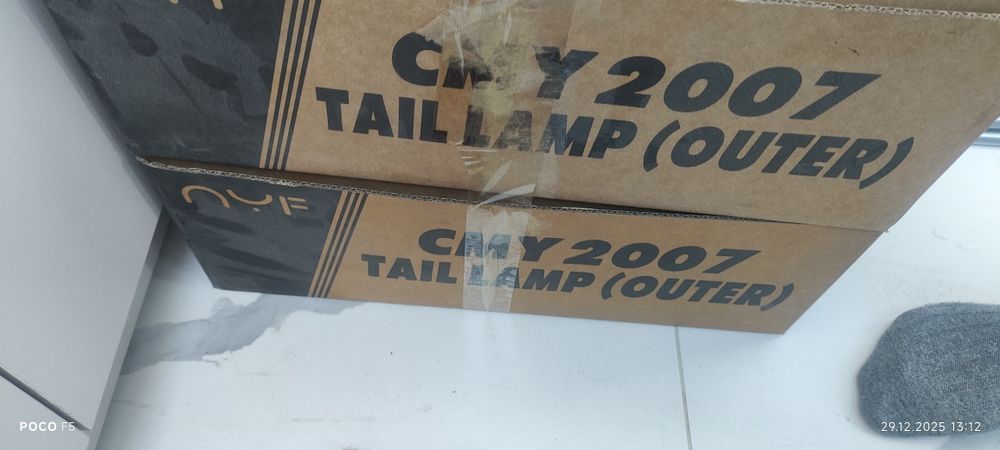 CMY 2007
TAIL LAMP (OUTER)
NYF
CMY 2007
TAIL LAMP (OUTER)
POCO F5
29.12.2025 13:12